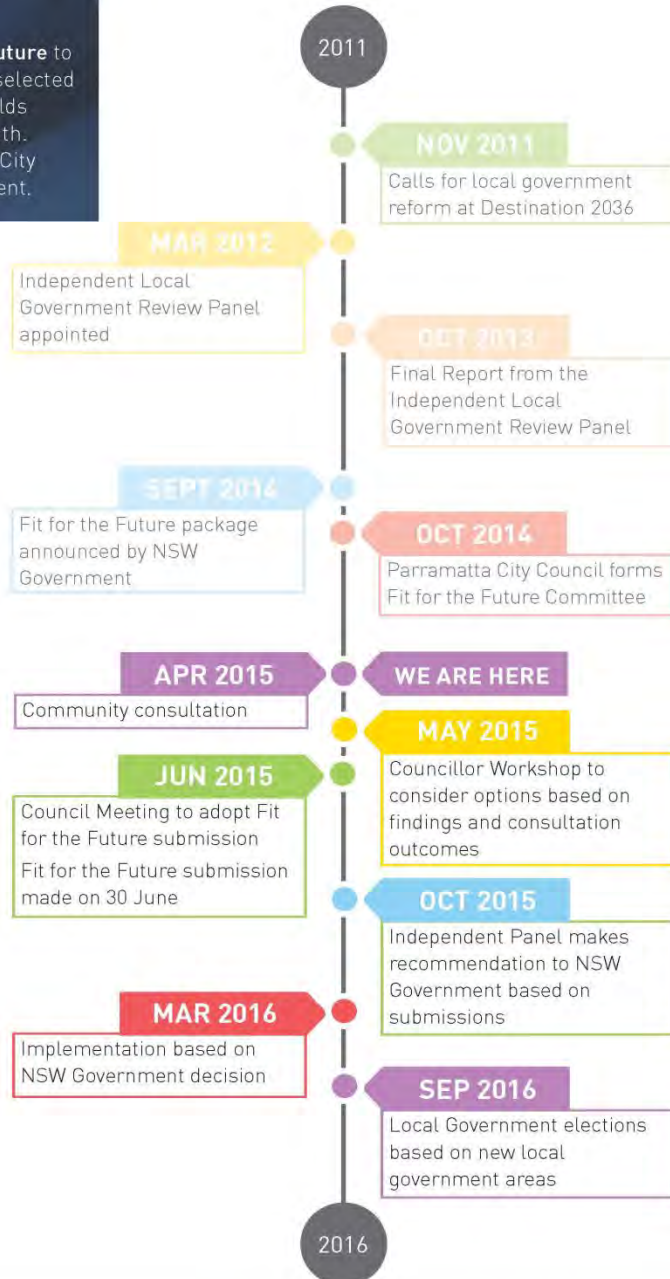 uture to
selected
lds
th.
City
ent.
2011
NOV 2011
Calls for local government
reform at Destination 2036
MAR 2012
Independent Local
Government Review Panel
appointed
OCT 2013
Final Report from the
Independent Local
Government Review Panel
SEPT 2014
Fit for the Future package
announced by NSW
Government
OCT 2014
Parramatta City Council forms
Fit for the Future Committee
APR 2015
Community consultation
WE ARE HERE
MAY 2015
Councillor Workshop to
consider options based on
findings and consultation
outcomes
JUN 2015
Council Meeting to adopt Fit
for the Future submission
Fit for the Future submission
made on 30 June
OCT 2015
Independent Panel makes
recommendation to NSW
Government based on
submissions
MAR 2016
Implementation based on
NSW Government decision
SEP 2016
Local Government elections
based on new local
government areas
2016